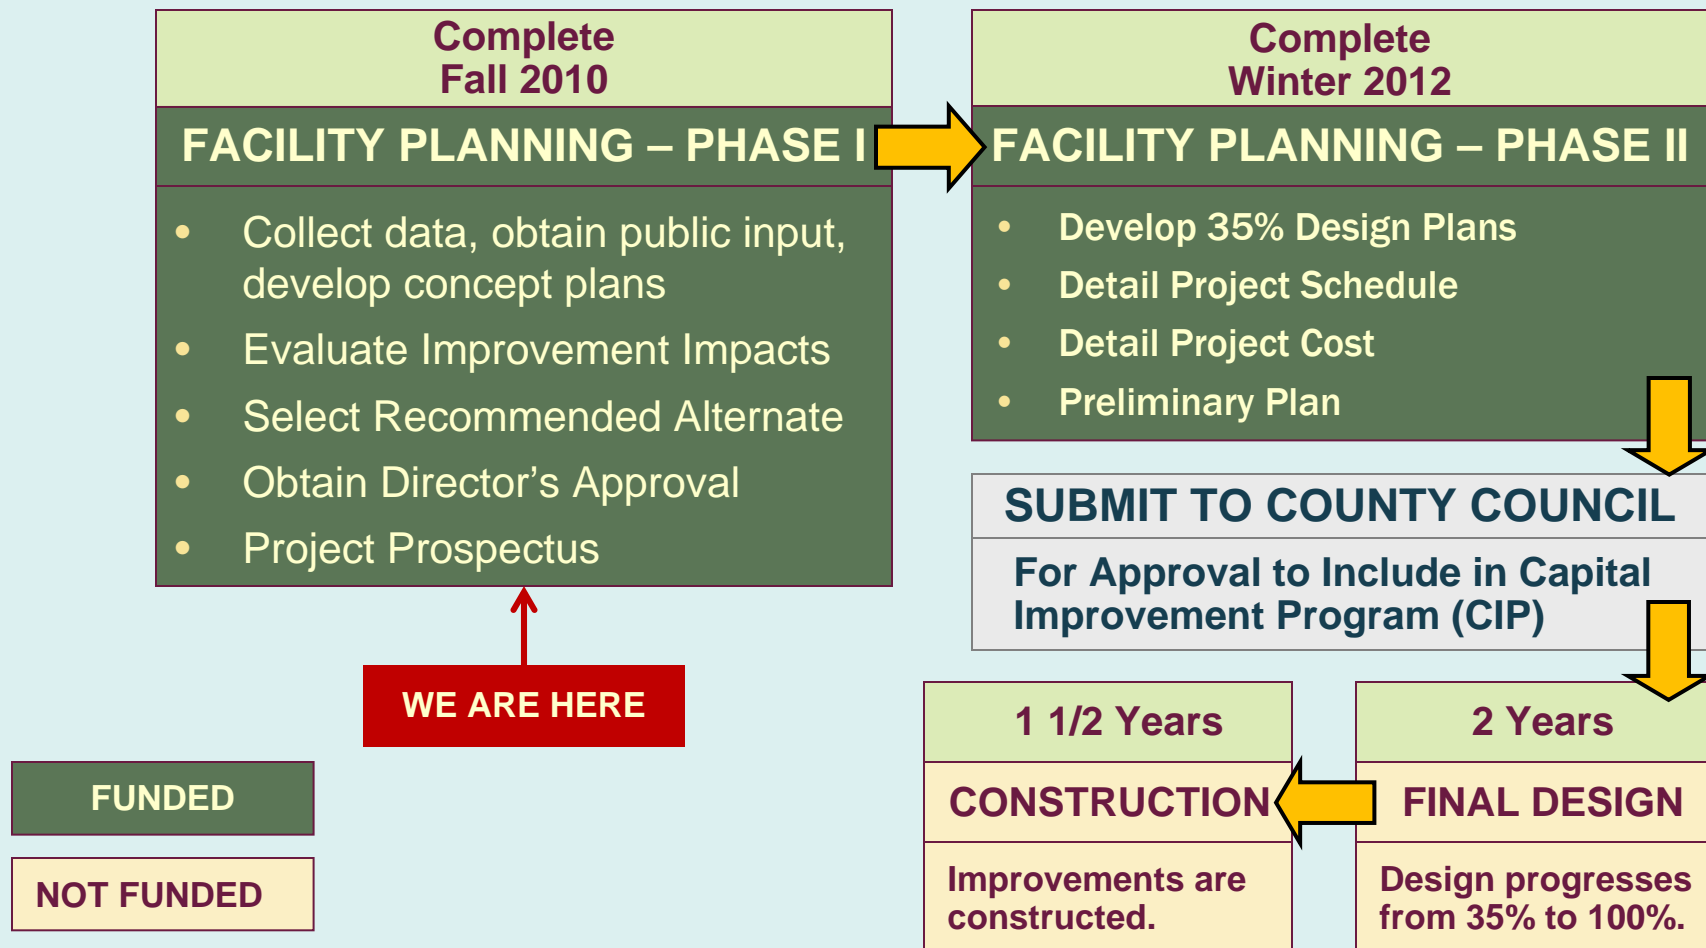 Complete
Fall 2010
FACILITY PLANNING – PHASE I
• Collect data, obtain public input,
develop concept plans
• Evaluate Improvement Impacts
• Select Recommended Alternate
• Obtain Director’s Approval
• Project Prospectus
WE ARE HERE
Complete
Winter 2012
FACILITY PLANNING – PHASE II
• Develop 35% Design Plans
• Detail Project Schedule
• Detail Project Cost
• Preliminary Plan
SUBMIT TO COUNTY COUNCIL
For Approval to Include in Capital
Improvement Program (CIP)
2 Years
FINAL DESIGN
Design progresses
from 35% to 100%.
1 1/2 Years
CONSTRUCTION
Improvements are
constructed.
FUNDED
NOT FUNDED